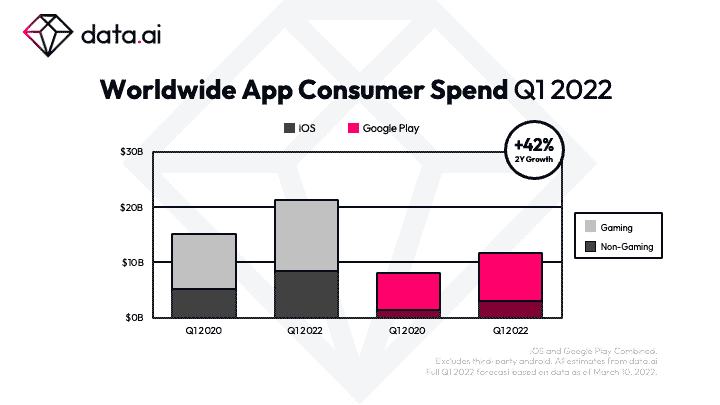 data.ai
Worldwide App Consumer Spend Q1 2022
iOS
Google Play
+42%
2Y Growth
$30B
$20B
$10B
$0B
Gaming
Non-Gaming
Q1 2020
Q1 2022
Q1 2020
Q1 2022
iOS and Google Play Combined.
Excludes third-party android. All estimates from data.ai
Full Q1 2022 forecast based on data as of March 10, 2022.